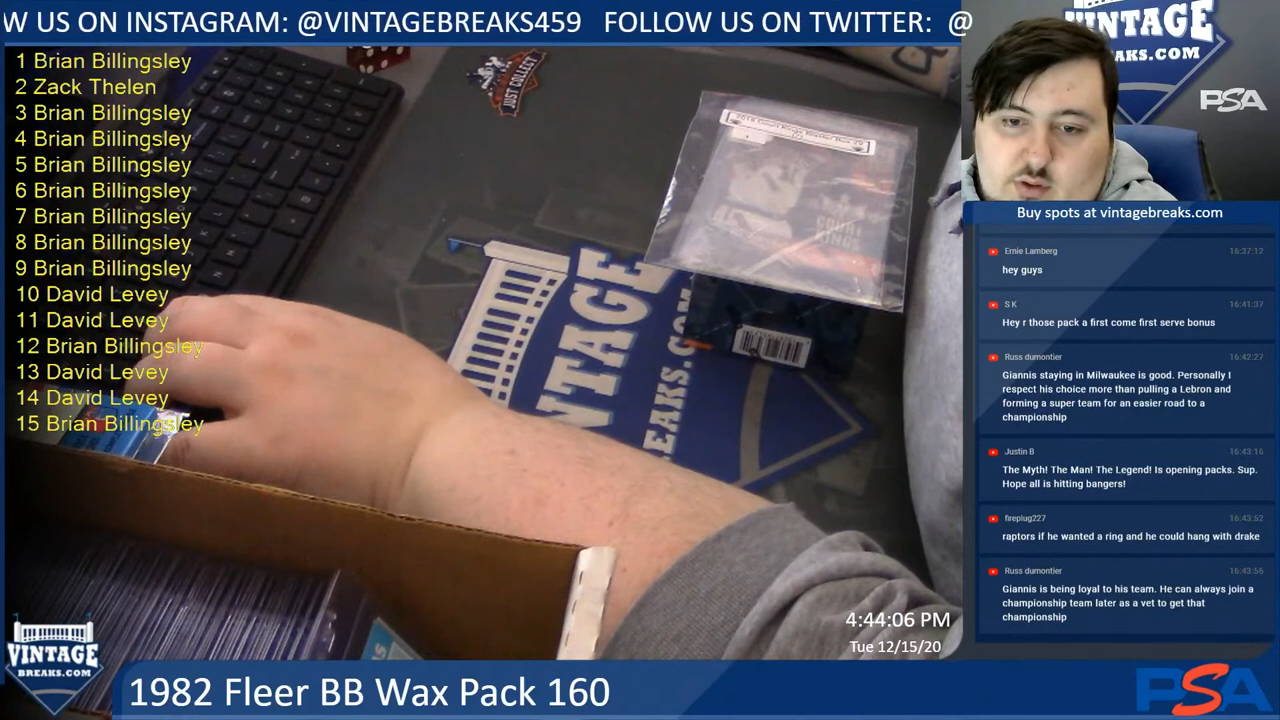 W US ON INSTAGRAM: @VINTAGEBREAKS459 FOLLOW US ON TWITTER: @
1 Brian Billingsley
2 Zack Thelen
3 Brian Billingsley
4 Brian Billingsley
5 Brian Billingsley
6 Brian Billingsley
7 Brian Billingsley
8 Brian Billingsley
9 Brian Billingsley
10 David Levey
11 David Levey
12 Brian Billingsley
13 David Levey
14 David Levey
15 Brian Billingsley
JUST COLLECT
COURT
KINGS
VINTAGE
BREAKS.COM
VINTAGE
BREAKS.COM
PSA
Buy spots at vintagebreaks.com
Ernie Lamberg 16:37:12
hey guys
S K 16:41:37
Hey r those pack a first come first serve bonus
Russ dumontier 16:42:27
Giannis staying in Milwaukee is good. Personally I
respect his choice more than pulling a Lebron and
forming a super team for an easier road to a
championship
Justin B 16:43:16
The Myth! The Man! The Legend! Is opening packs. Sup.
Hope all is hitting bangers!
fireplug227 16:43:52
raptors if he wanted a ring and he could hang with drake
Russ dumontier 16:43:56
Giannis is being loyal to his team. He can always join a
championship team later as a vet to get that
championship
4:44:06 PM
Tue 12/15/20
VINTAGE
BREAKS.COM
1982 Fleer BB Wax Pack 160
PSA